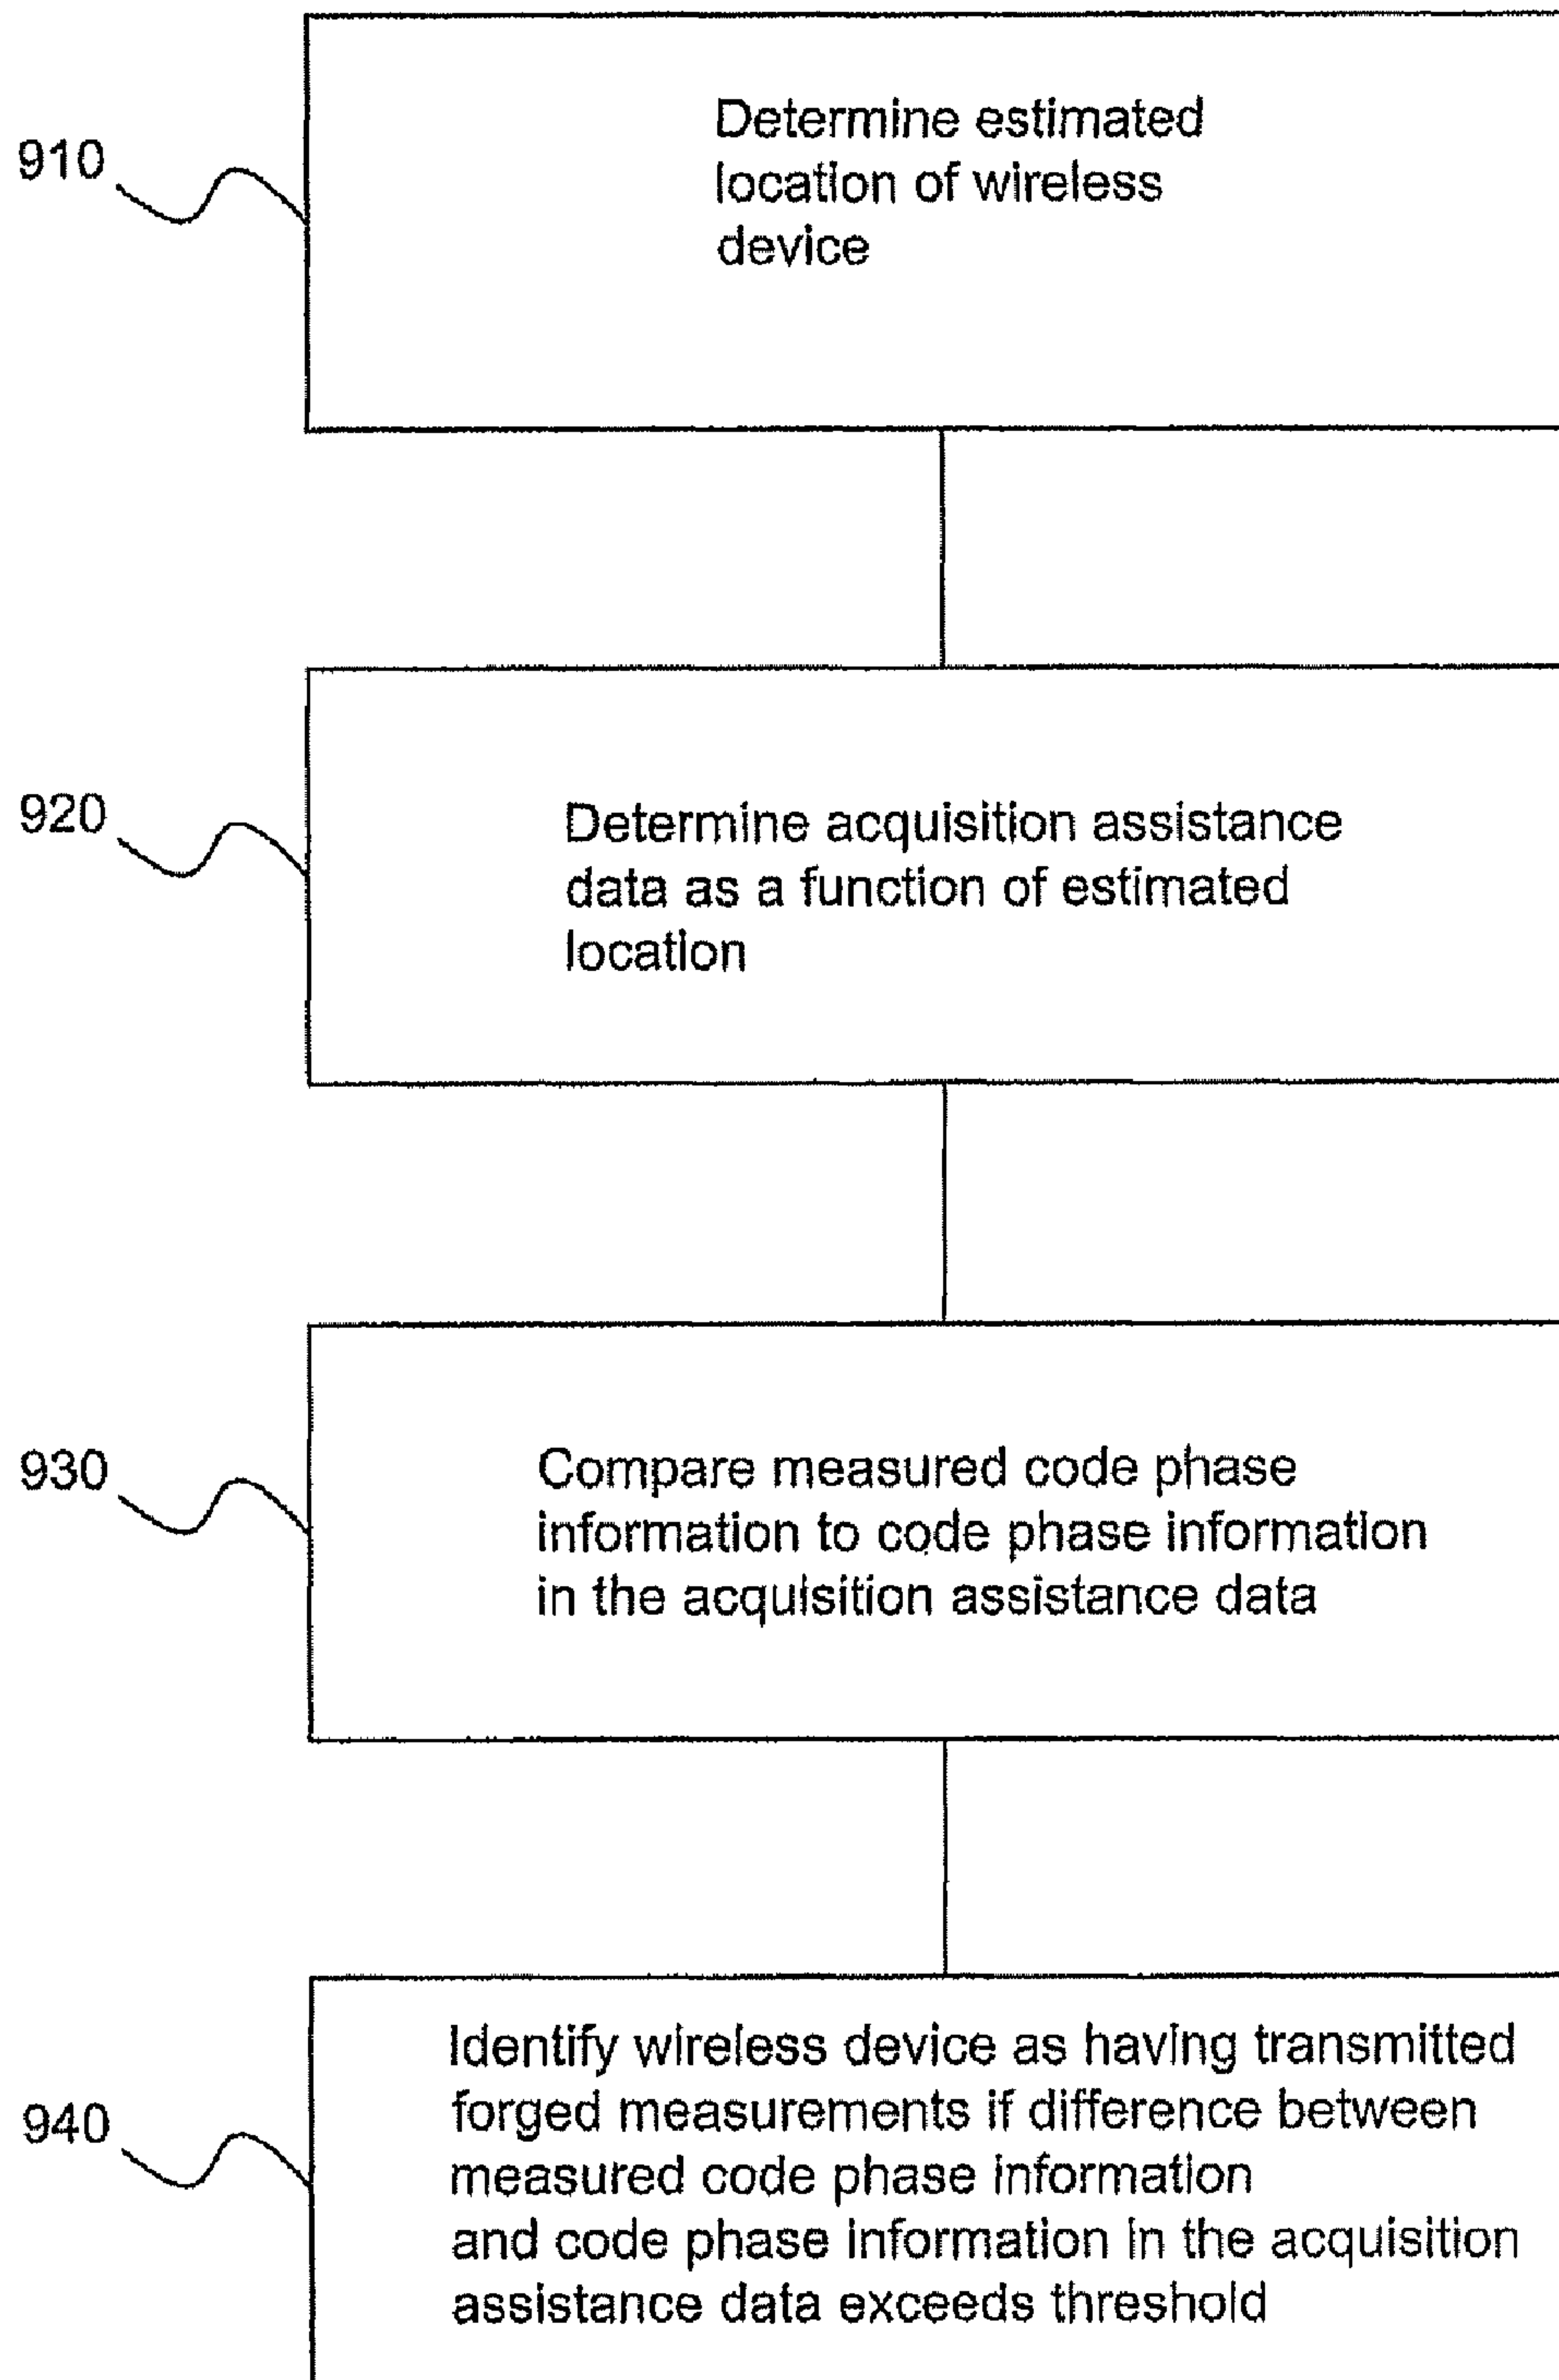 910
Determine estimated
location of wireless
device
920
Determine acquisition assistance
data as a function of estimated
location
930
Compare measured code phase
information to code phase information
in the acquisition assistance data
940
Identify wireless device as having transmitted
forged measurements if difference between
measured code phase information
and code phase information in the acquisition
assistance data exceeds threshold